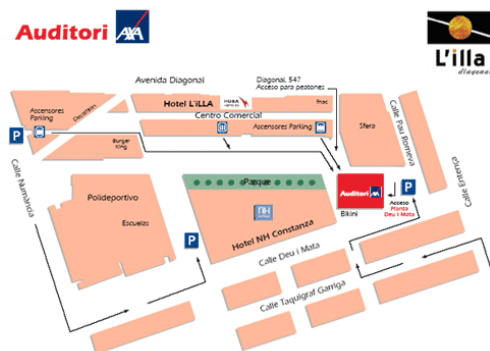 Auditori AXA
L'illa
diagonal
Avenida Diagonal
Diagonal, 547
Acceso para peatones
Ascensores Parking
Decathlon
Hotel L'ILLA
Fnac
Centro Comercial
Ascensores Parking
Sfera
Calle Pau Romeva
Calle Entença
P
Burger
King
Calle Numància
Parque
Polideportivo
Escuelas
NH
Auditori AXA
P
Bikini
Acceso
Planta
Deu i Mata
P
Hotel NH Constanza
Calle Deu i Mata
Calle Taquígraf Garriga